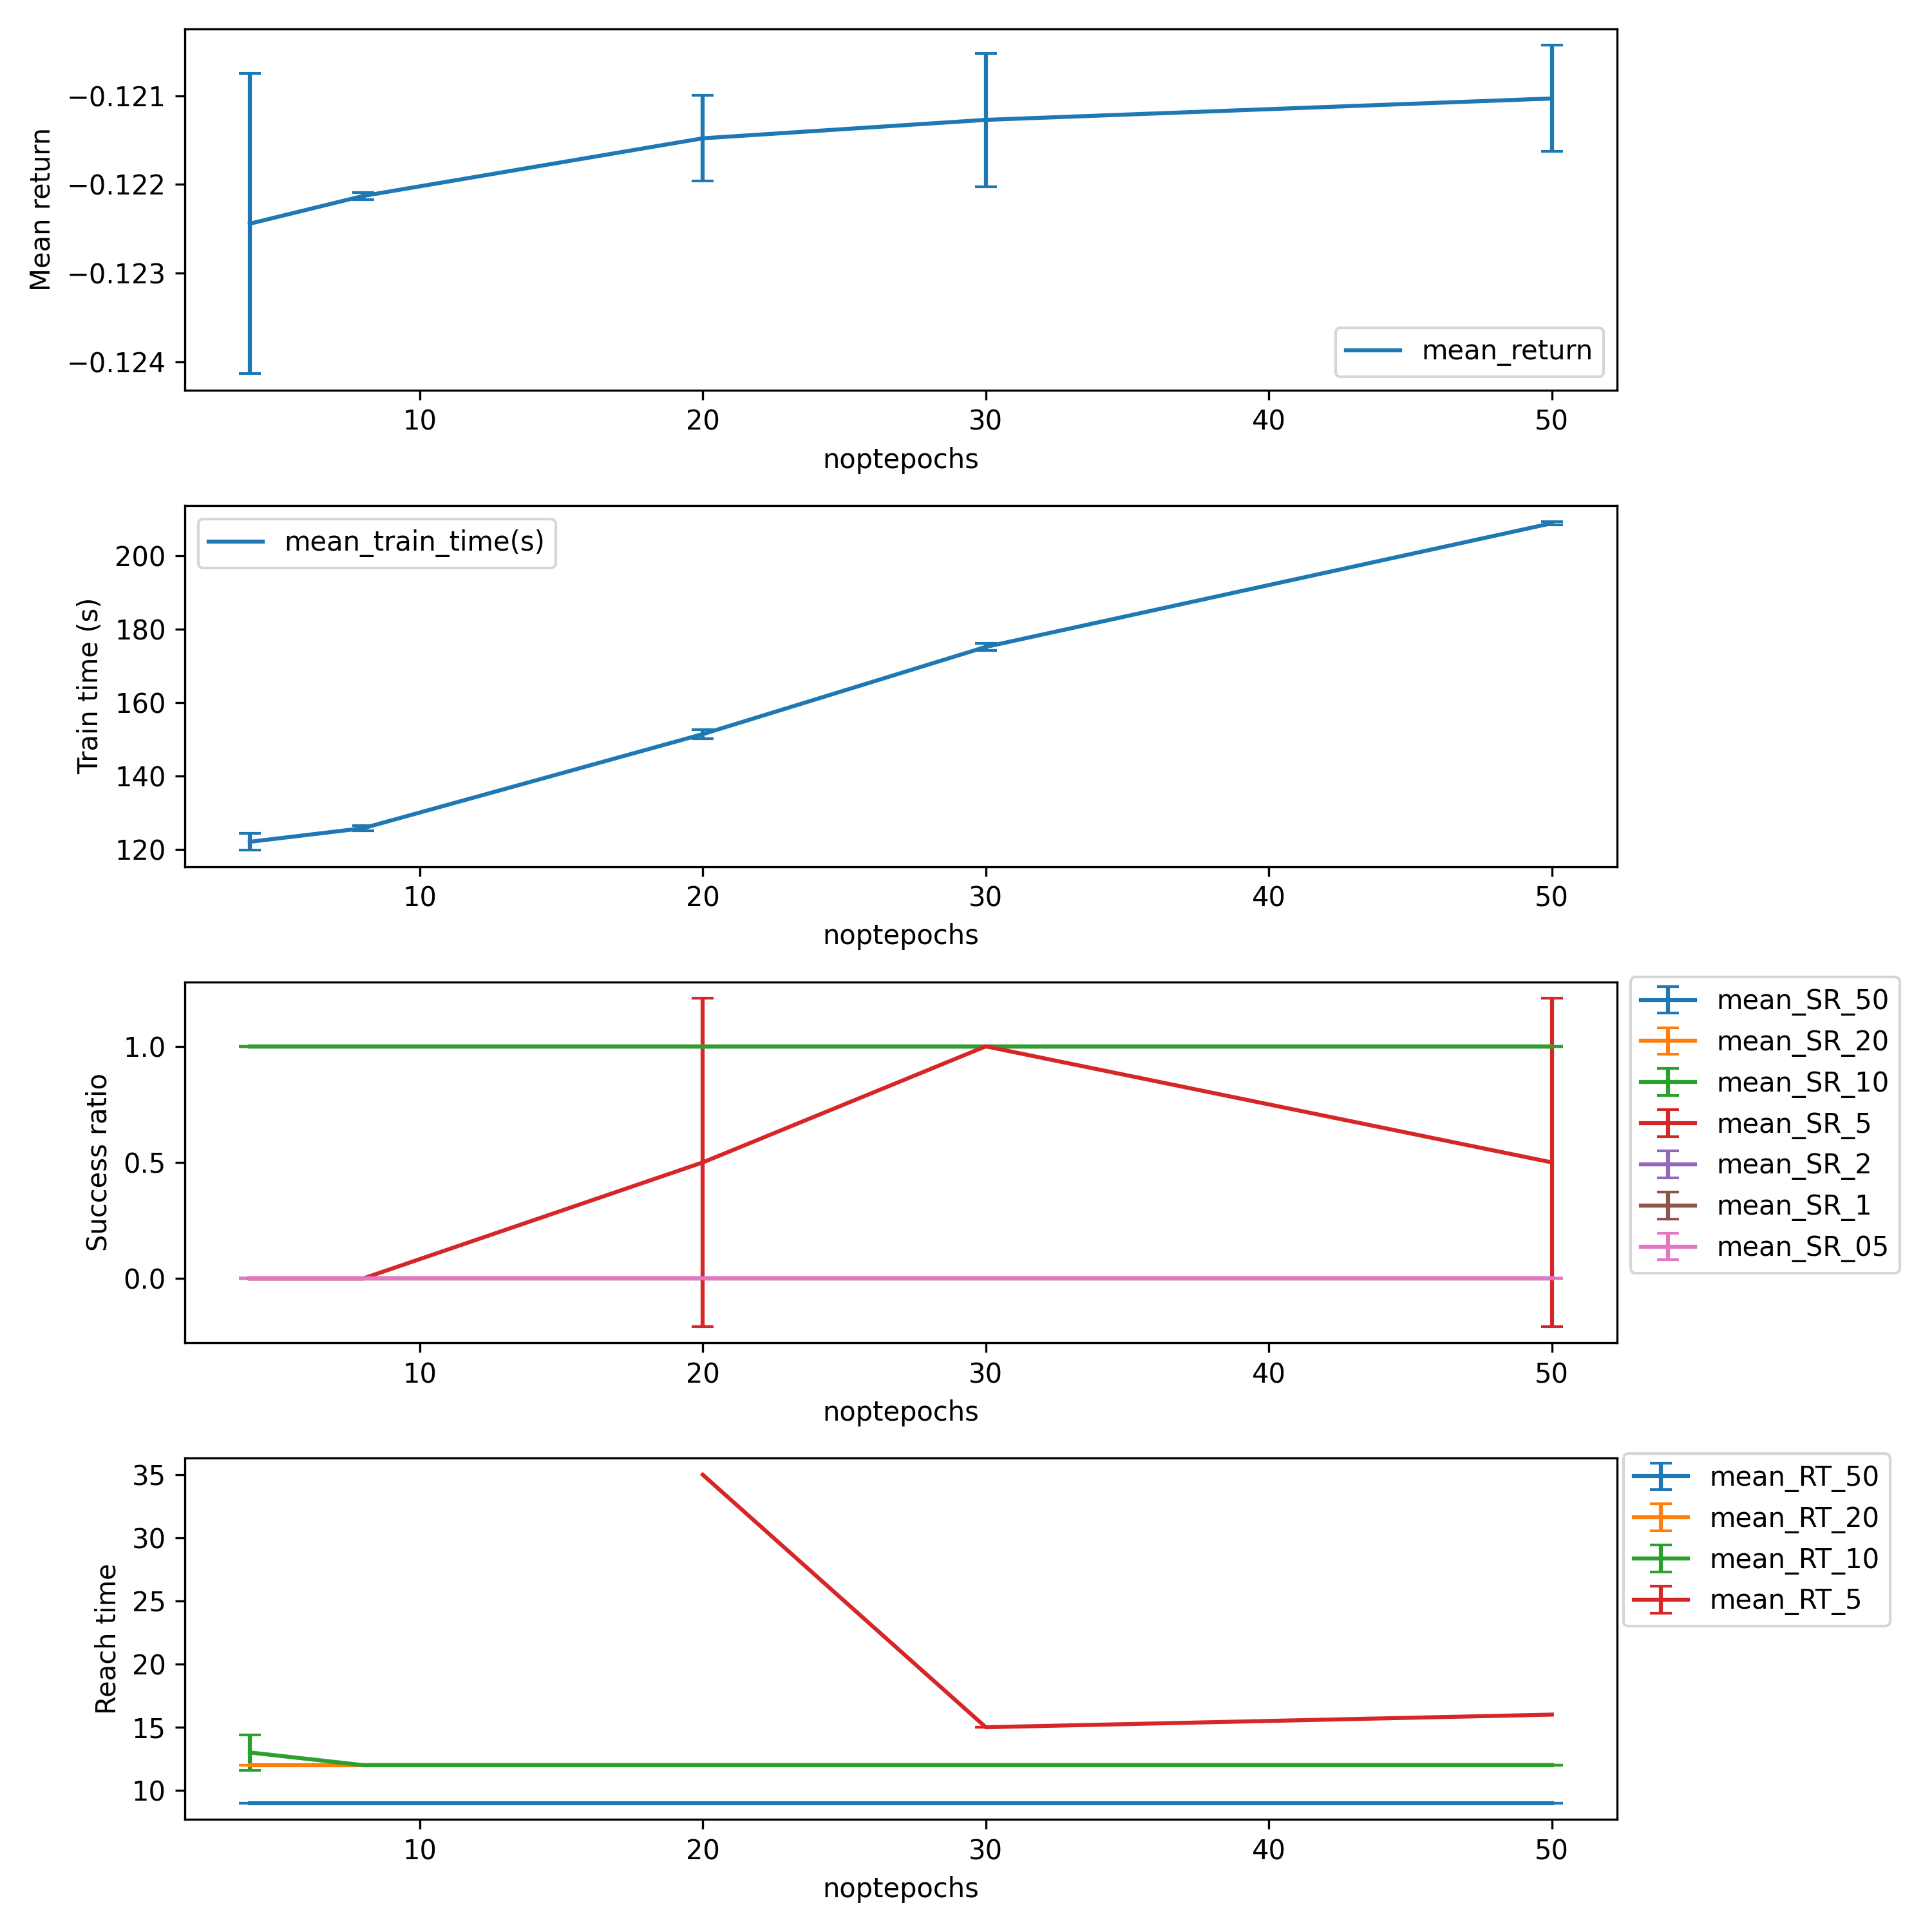 Mean return
−0.121
−0.122
−0.123
−0.124
mean_return
10 20 30 40 50
noptepochs
Train time (s)
200
180
160
140
120
mean_train_time(s)
10 20 30 40 50
noptepochs
Success ratio
1.0
0.5
0.0
mean_SR_50
mean_SR_20
mean_SR_10
mean_SR_5
mean_SR_2
mean_SR_1
mean_SR_05
10 20 30 40 50
noptepochs
Reach time
35
30
25
20
15
10
mean_RT_50
mean_RT_20
mean_RT_10
mean_RT_5
10 20 30 40 50
noptepochs